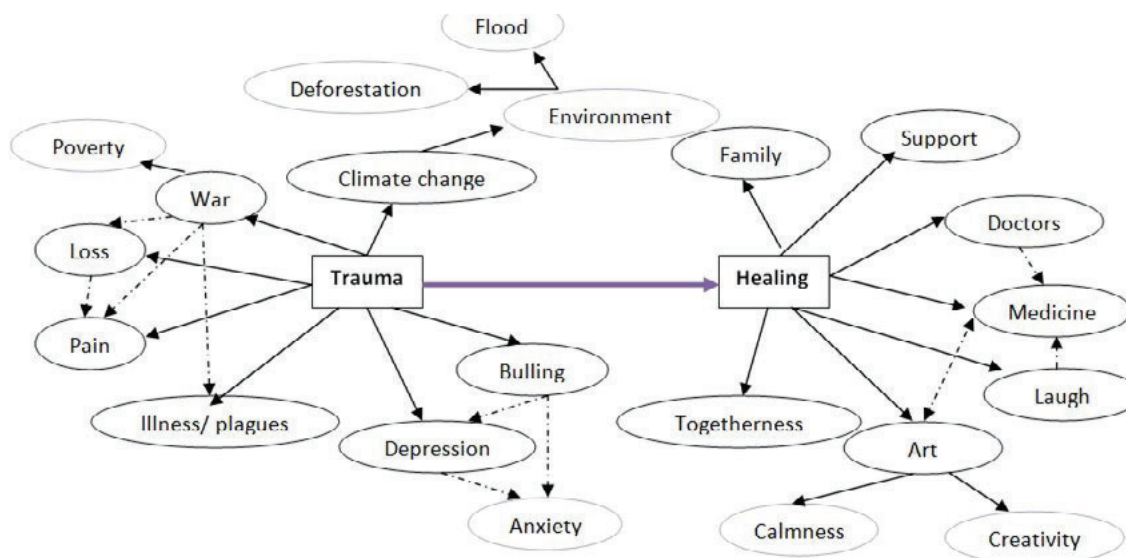 Flood
Deforestation
Environment
Poverty
Climate change
Family
Support
War
Loss
Trauma
Healing
Doctors
Pain
Medicine
Bulling
Laugh
Illness/ plagues
Depression
Togetherness
Art
Anxiety
Calmness
Creativity